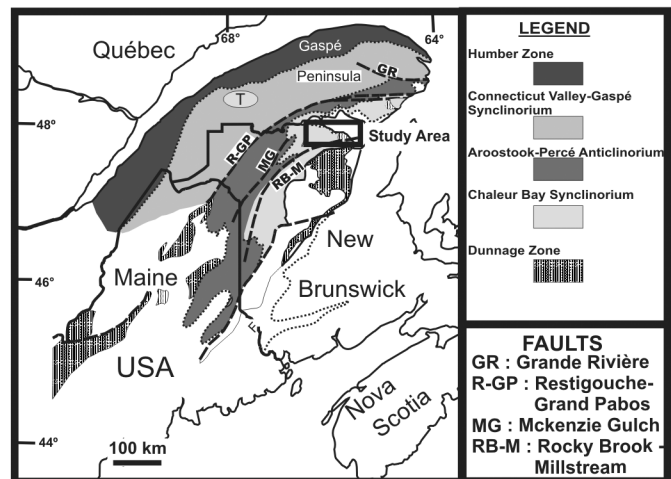 68°
64°
Québec
Gaspé
Peninsula
GR
T
48°
Study Area
R-GP
MG
RB-M
New
Brunswick
Maine
46°
USA
Nova
Scotia
44°
100 km
LEGEND
Humber Zone
Connecticut Valley-Gaspé
Synclinorium
Aroostook-Percé Anticlinorium
Chaleur Bay Synclinorium
Dunnage Zone
FAULTS
GR : Grande Rivière
R-GP : Restigouche-
Grand Pabos
MG : Mckenzie Gulch
RB-M : Rocky Brook -
Millstream